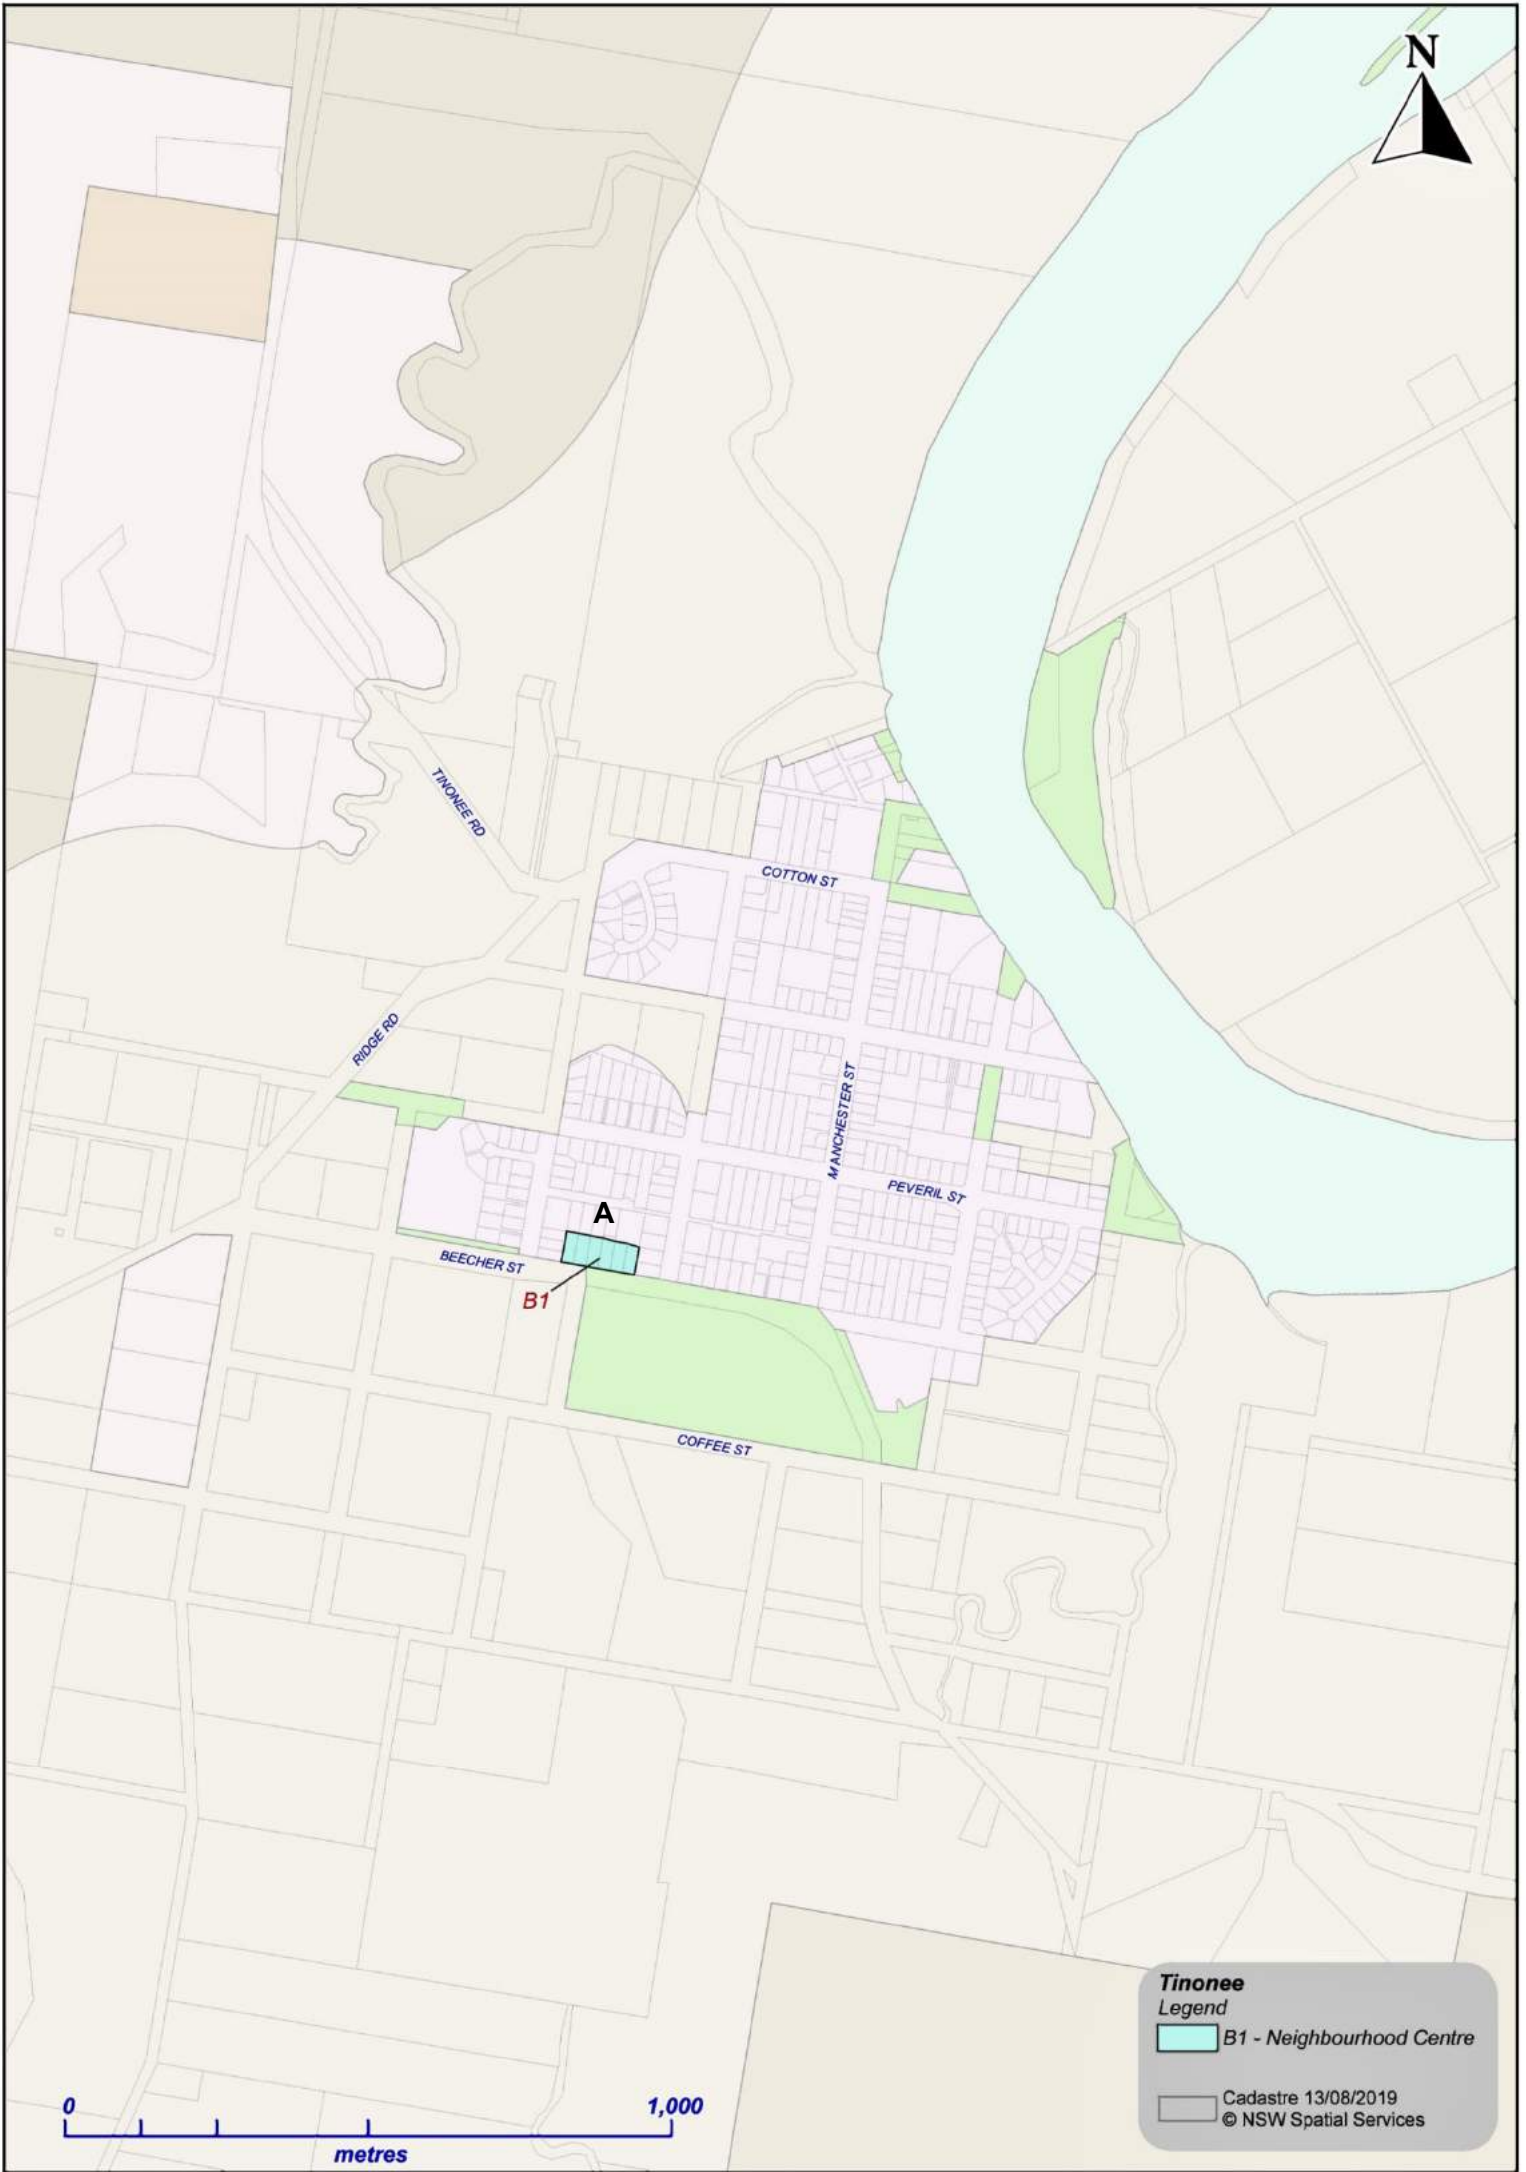 N
TINONEE RD
COTTON ST
RIDGE RD
MANCHESTER ST
PEVERIL ST
A
BEECHER ST
B1
COFFEE ST
Tinonee
Legend
B1 - Neighbourhood Centre
Cadastre 13/08/2019
© NSW Spatial Services
0 1,000
metres